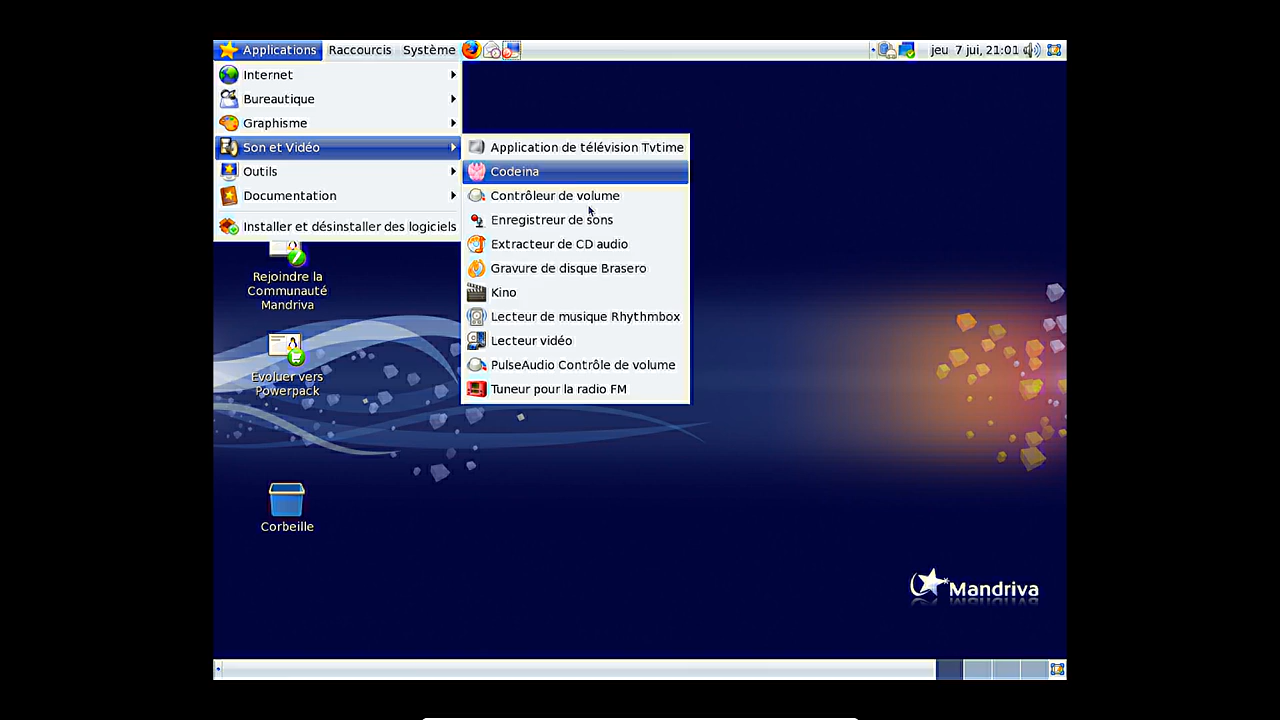 Applications Raccourcis Système jeu 7 jui, 21:01
Internet
Bureautique
Graphisme
Son et Vidéo
Outils
Documentation
Installer et désinstaller des logiciels
Application de télévision Tvtime
Codeina
Contrôleur de volume
Enregistreur de sons
Extracteur de CD audio
Gravure de disque Brasero
Kino
Lecteur de musique Rhythmbox
Lecteur vidéo
PulseAudio Contrôle de volume
Tuneur pour la radio FM
Rejoindre la
Communauté
Mandriva
Evoluer vers
Powerpack
Corbeille
Mandriva